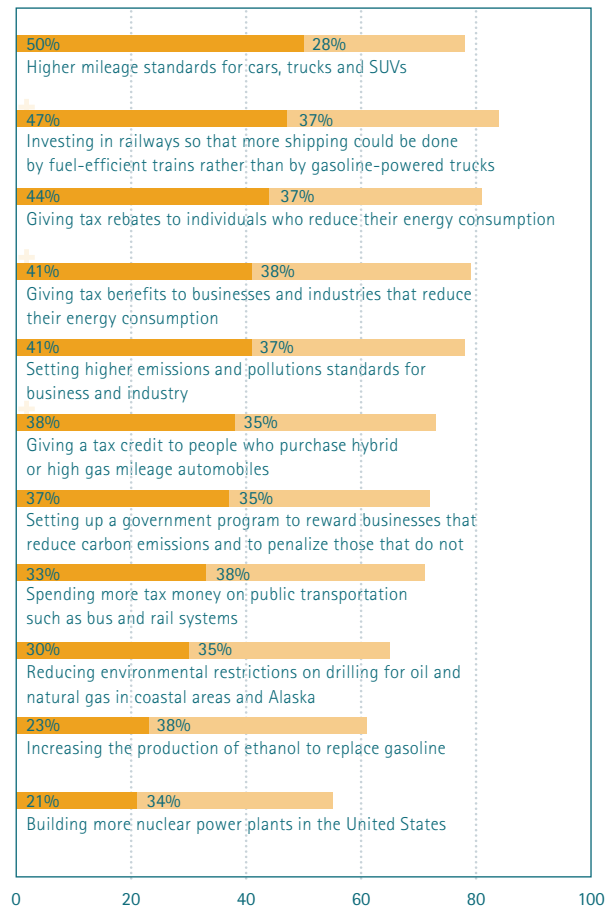 50% 28%
Higher mileage standards for cars, trucks and SUVs
47% 37%
Investing in railways so that more shipping could be done
by fuel-efficient trains rather than by gasoline-powered trucks
44% 37%
Giving tax rebates to individuals who reduce their energy consumption
41% 38%
Giving tax benefits to businesses and industries that reduce
their energy consumption
41% 37%
Setting higher emissions and pollutions standards for
business and industry
38% 35%
Giving a tax credit to people who purchase hybrid
or high gas mileage automobiles
37% 35%
Setting up a government program to reward businesses that
reduce carbon emissions and to penalize those that do not
33% 38%
Spending more tax money on public transportation
such as bus and rail systems
30% 35%
Reducing environmental restrictions on drilling for oil and
natural gas in coastal areas and Alaska
23% 38%
Increasing the production of ethanol to replace gasoline
21% 34%
Building more nuclear power plants in the United States
0 20 40 60 80 100